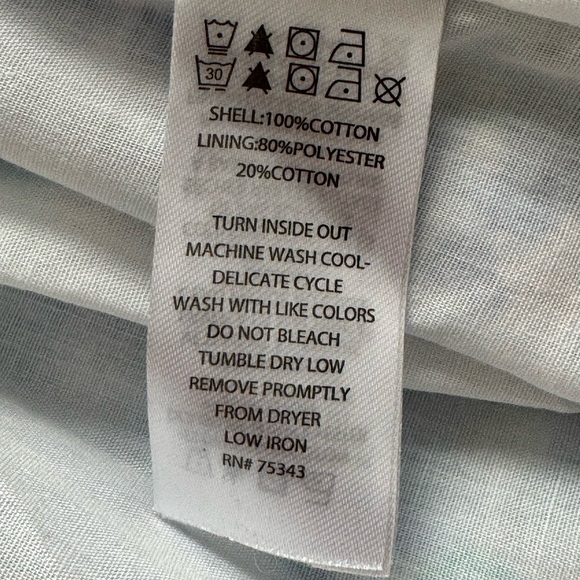 30
SHELL:100%COTTON
LINING:80%POLYESTER
20%COTTON
TURN INSIDE OUT
MACHINE WASH COOL-
DELICATE CYCLE
WASH WITH LIKE COLORS
DO NOT BLEACH
TUMBLE DRY LOW
REMOVE PROMPTLY
FROM DRYER
LOW IRON
RN# 75343